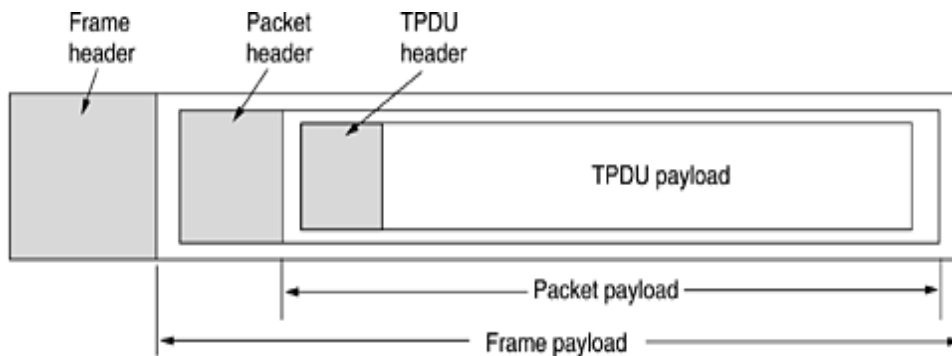 Frame
header
Packet
header
TPDU
header
TPDU payload
Packet payload
Frame payload